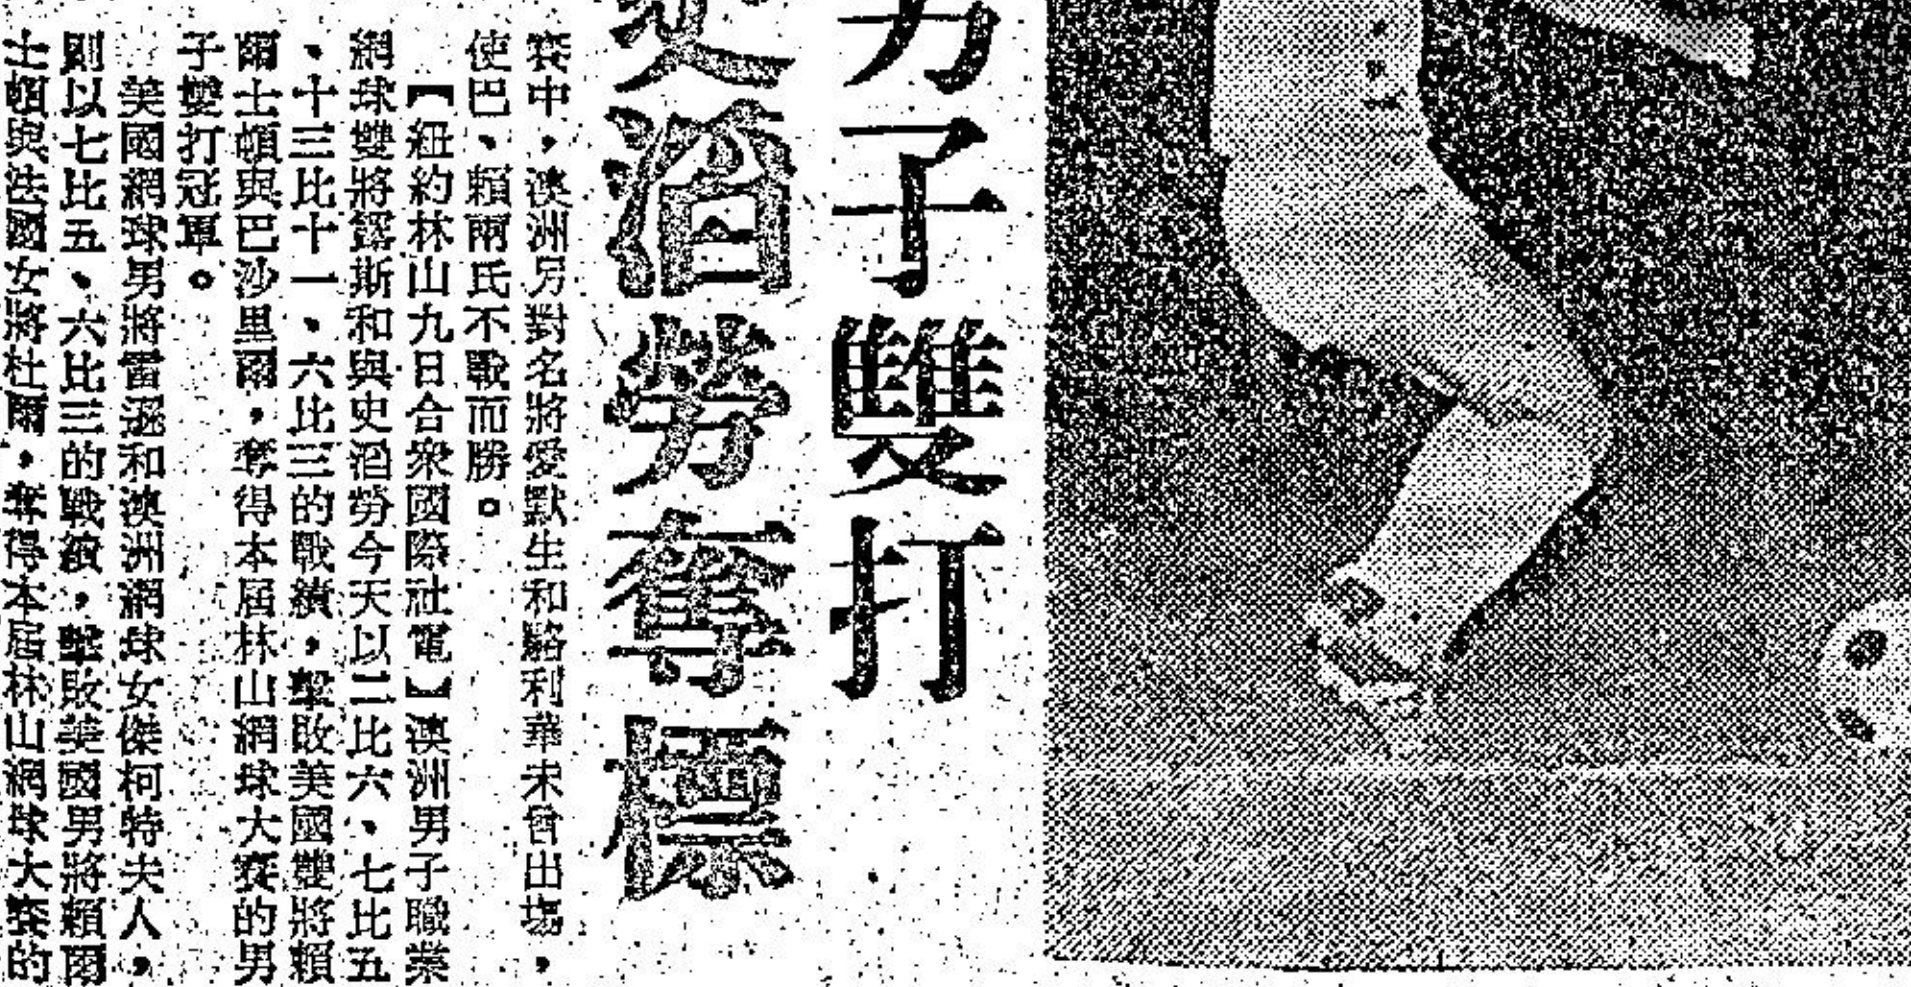 男子雙打
史滔勞奪標
賽中，澳洲另對名將愛默生和駱利華未曾出塲，
使巴、賴兩氏不戰而勝。
【紐約林山九日合衆國際社電】澳洲男子職業
網球雙將露斯和與史滔勞今天以二比六、七比五
、十三比十一、六比三的戰績，擊敗美國雙將賴
爾士頓與巴沙里爾，奪得本屆林山網球大賽的男
子雙打冠軍。
美國網球男將雷遜和澳洲網球女傑柯特夫人，
則以七比五、六比三的戰績，擊敗美國男將賴爾
士頓與法國女將杜爾，奪得本屆林山網球大賽的